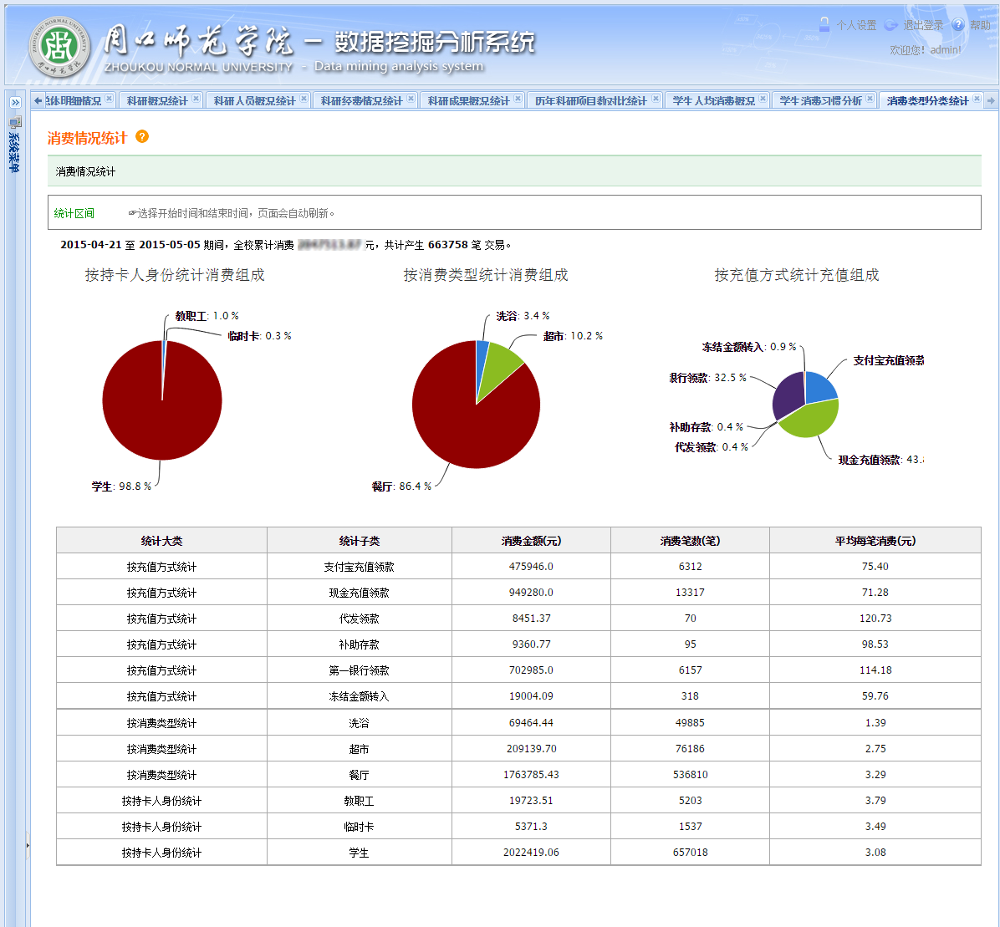 周口师范学院 – 数据挖掘分析系统
ZHOUKOU NORMAL UNIVERSITY - Data mining analysis system
个人设置 退出登录 帮助
欢迎您! admin!
总体明细情况 科研概况统计 科研人员概况统计 科研经费情况统计 科研成果概况统计 历年科研项目数对比统计 学生人均消费概况 学生消费习惯分析 消费类型分类统计
系统菜单
消费情况统计 ?
消费情况统计
统计区间 ☞选择开始时间和结束时间，页面会自动刷新。
2015-04-21 至 2015-05-05 期间，全校累计消费 元，共计产生 663758 笔 交易。
按持卡人身份统计消费组成
教职工: 1.0 %
临时卡: 0.3 %
学生: 98.8 %
按消费类型统计消费组成
洗浴: 3.4 %
超市: 10.2 %
餐厅: 86.4 %
按充值方式统计充值组成
冻结金额转入: 0.9 %
支付宝充值领款
银行领款: 32.5 %
补助存款: 0.4 %
代发领款: 0.4 %
现金充值领款: 43.
统计大类 统计子类 消费金额(元) 消费笔数(笔) 平均每笔消费(元)
按充值方式统计 支付宝充值领款 475946.0 6312 75.40
按充值方式统计 现金充值领款 949280.0 13317 71.28
按充值方式统计 代发领款 8451.37 70 120.73
按充值方式统计 补助存款 9360.77 95 98.53
按充值方式统计 第一银行领款 702985.0 6157 114.18
按充值方式统计 冻结金额转入 19004.09 318 59.76
按消费类型统计 洗浴 69464.44 49885 1.39
按消费类型统计 超市 209139.70 76186 2.75
按消费类型统计 餐厅 1763785.43 536810 3.29
按持卡人身份统计 教职工 19723.51 5203 3.79
按持卡人身份统计 临时卡 5371.3 1537 3.49
按持卡人身份统计 学生 2022419.06 657018 3.08